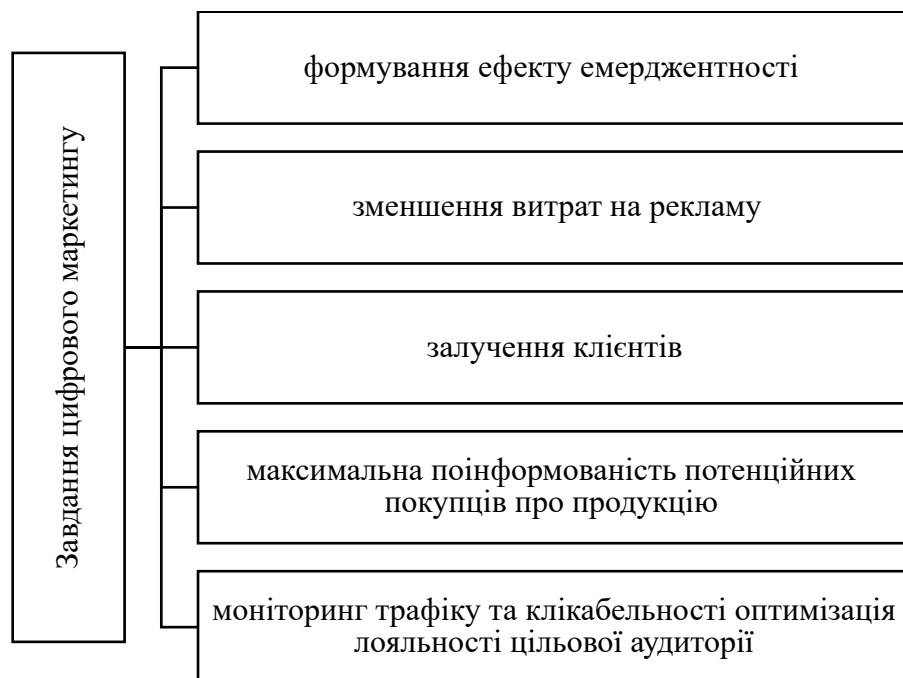 Завдання цифрового маркетингу
формування ефекту емерджентності
зменшення витрат на рекламу
залучення клієнтів
максимальна поінформованість потенційних
покупців про продукцію
моніторинг трафіку та клікабельності оптимізація
лояльності цільової аудиторії